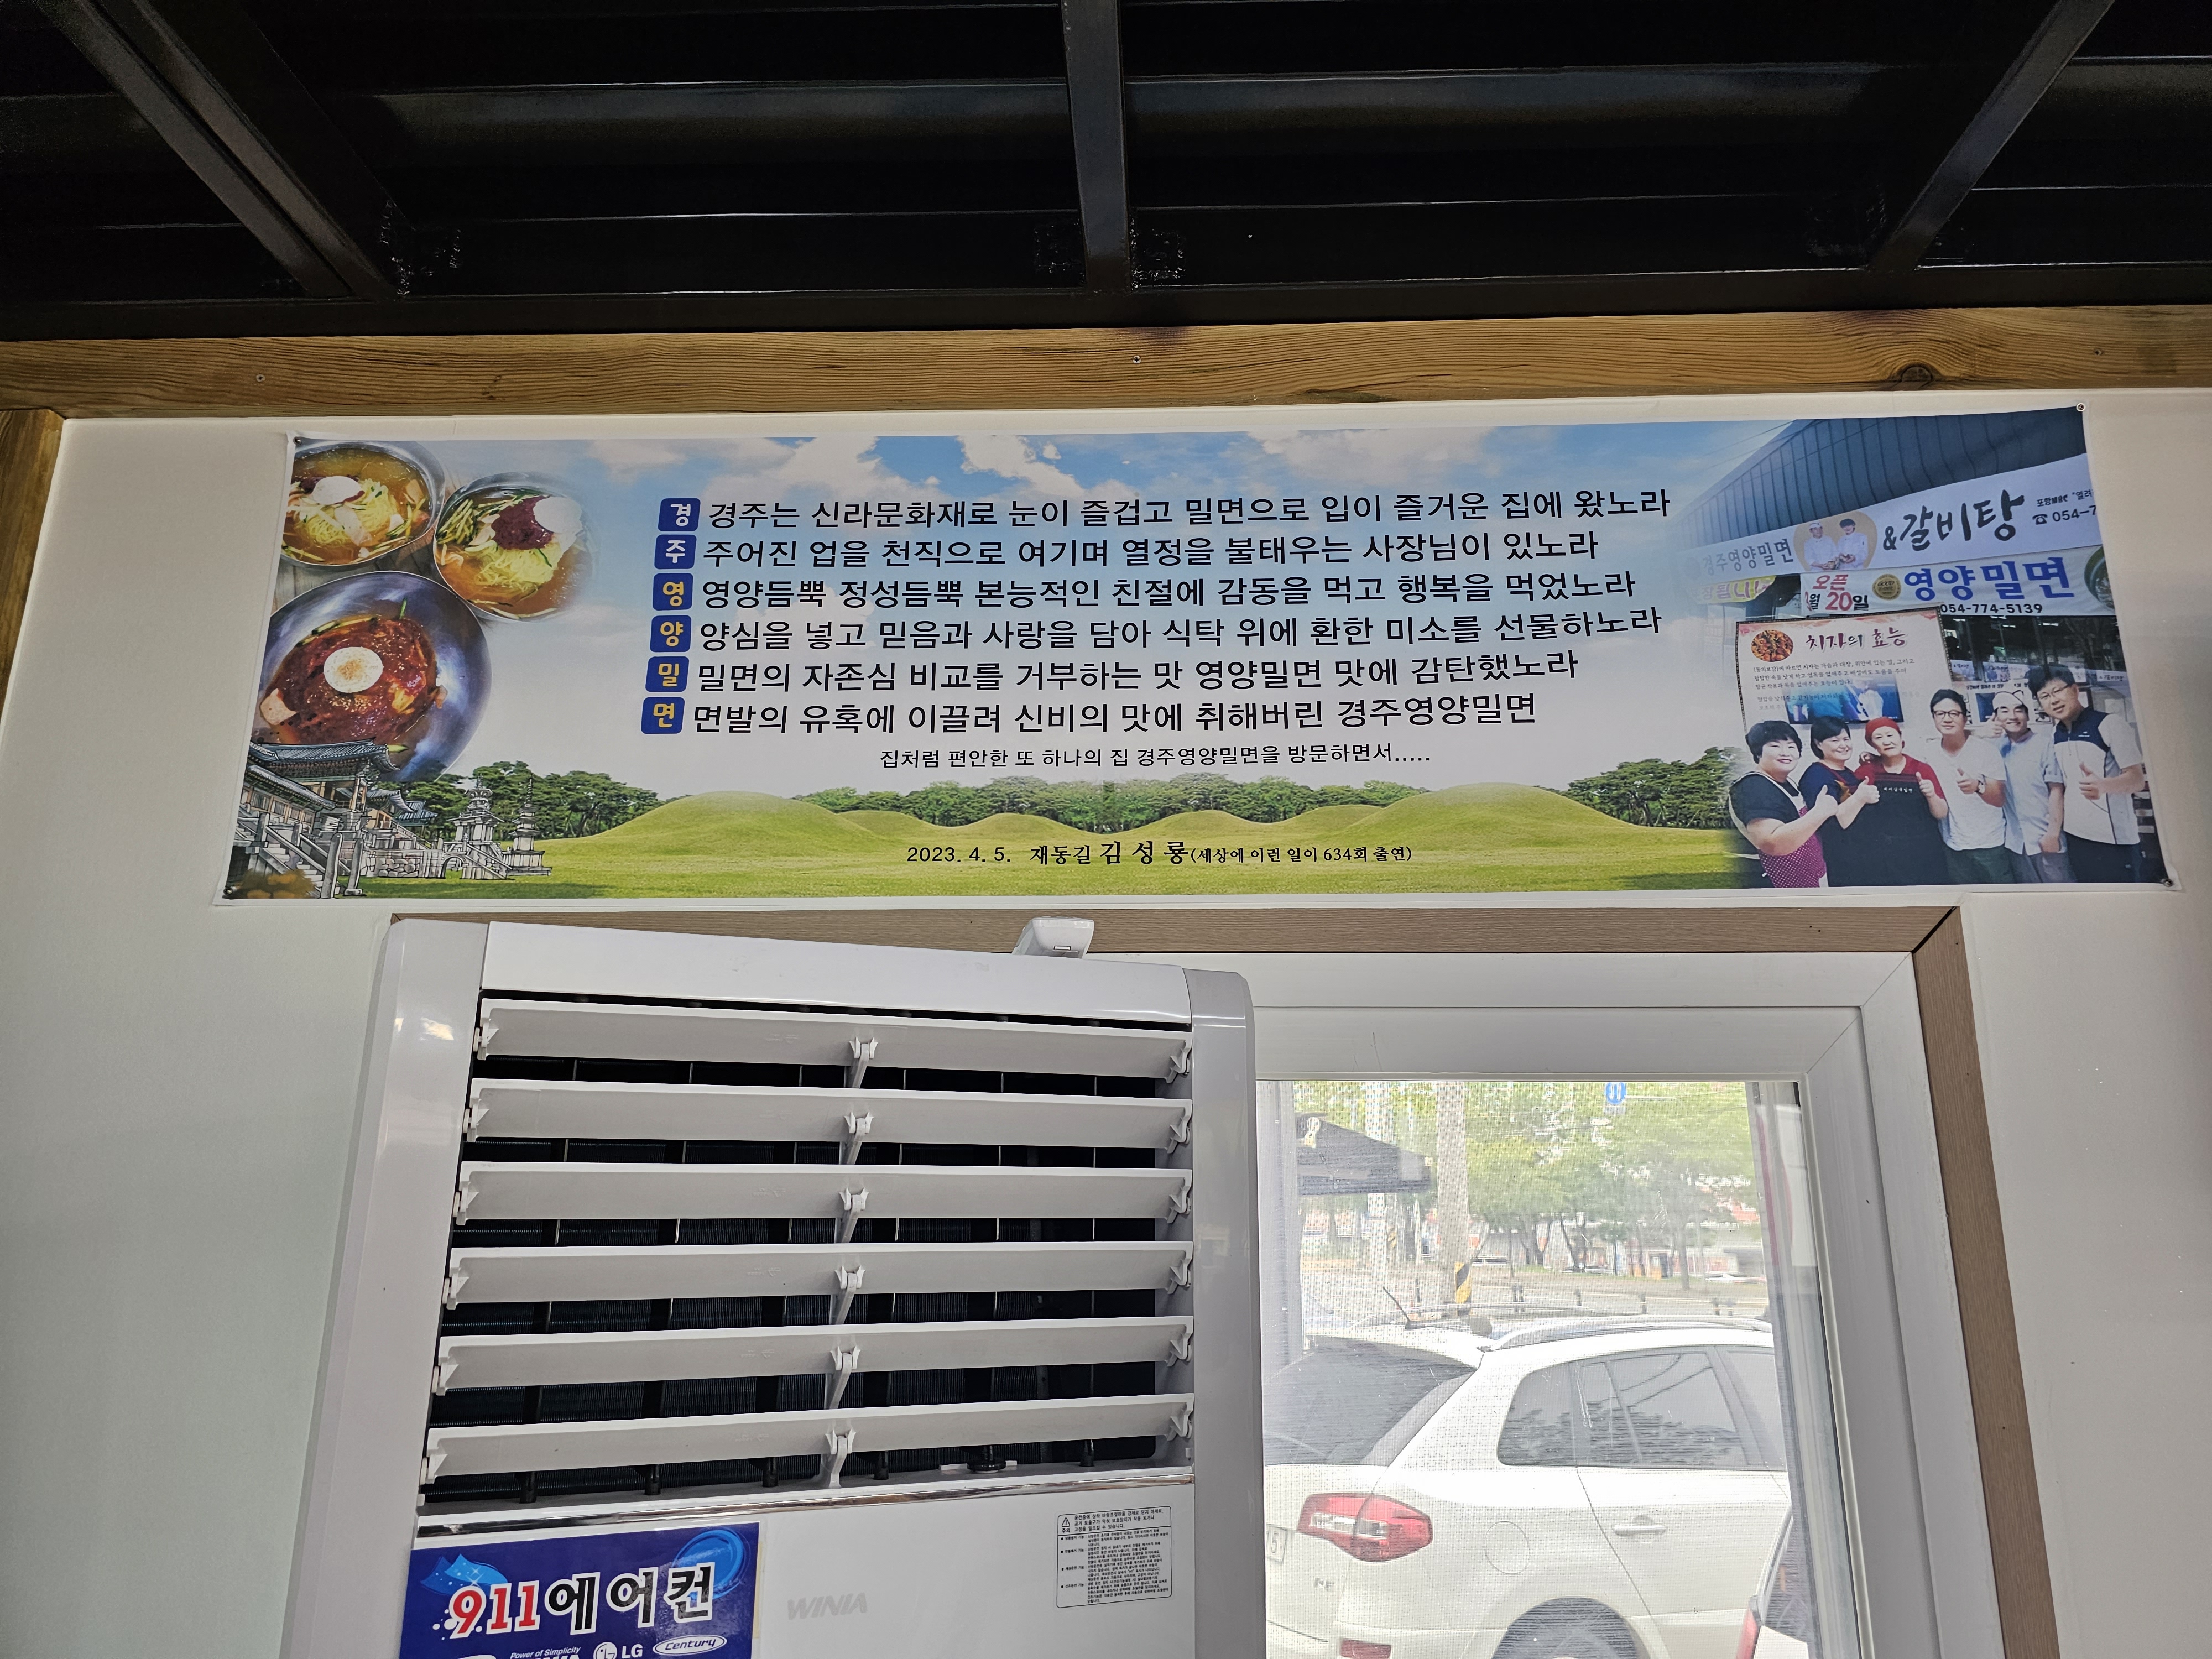 경 경주는 신라문화재로 눈이 즐겁고 밀면으로 입이 즐거운 집에 왔노라
주 주어진 업을 천직으로 여기며 열정을 불태우는 사장님이 있노라
영 영양듬뿍 정성듬뿍 본능적인 친절에 감동을 먹고 행복을 먹었노라
양 양심을 넣고 믿음과 사랑을 담아 식탁 위에 환한 미소를 선물하노라
밀 밀면의 자존심 비교를 거부하는 맛 영양밀면 맛에 감탄했노라
면 면발의 유혹에 이끌려 신비의 맛에 취해버린 경주영양밀면
집처럼 편안한 또 하나의 집 경주영양밀면을 방문하면서.....
2023. 4. 5. 재동길 김성룡(세상에 이런 일이 634회 출연)
경주영양밀면 &갈비탕
☎054-7
오픈
월 20일
영양밀면
054-774-5139
치자의 효능
911에어컨
Power of Simplicity
LG
Century
WINIA
주의